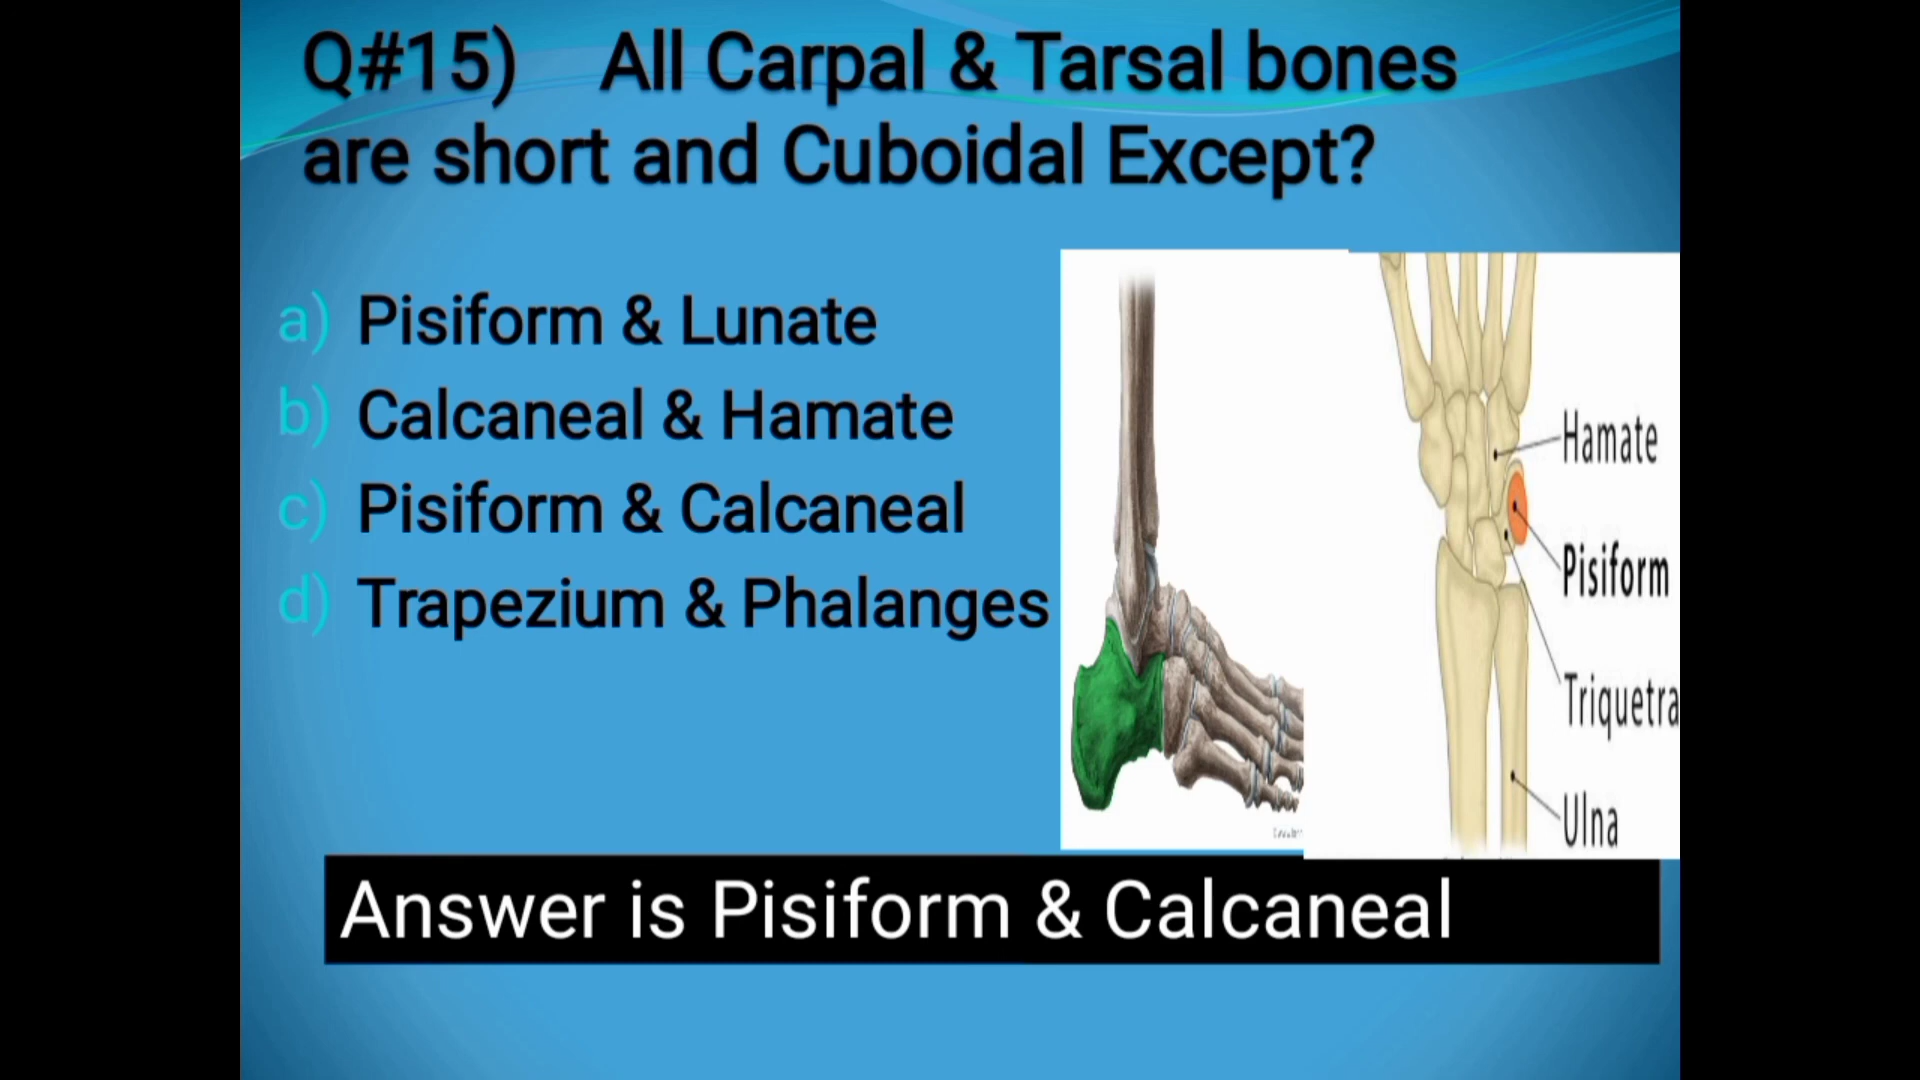 Q#15) All Carpal & Tarsal bones
are short and Cuboidal Except?
a) Pisiform & Lunate
b) Calcaneal & Hamate
c) Pisiform & Calcaneal
d) Trapezium & Phalanges
Hamate
Pisiform
Triquetra
Ulna
Answer is Pisiform & Calcaneal